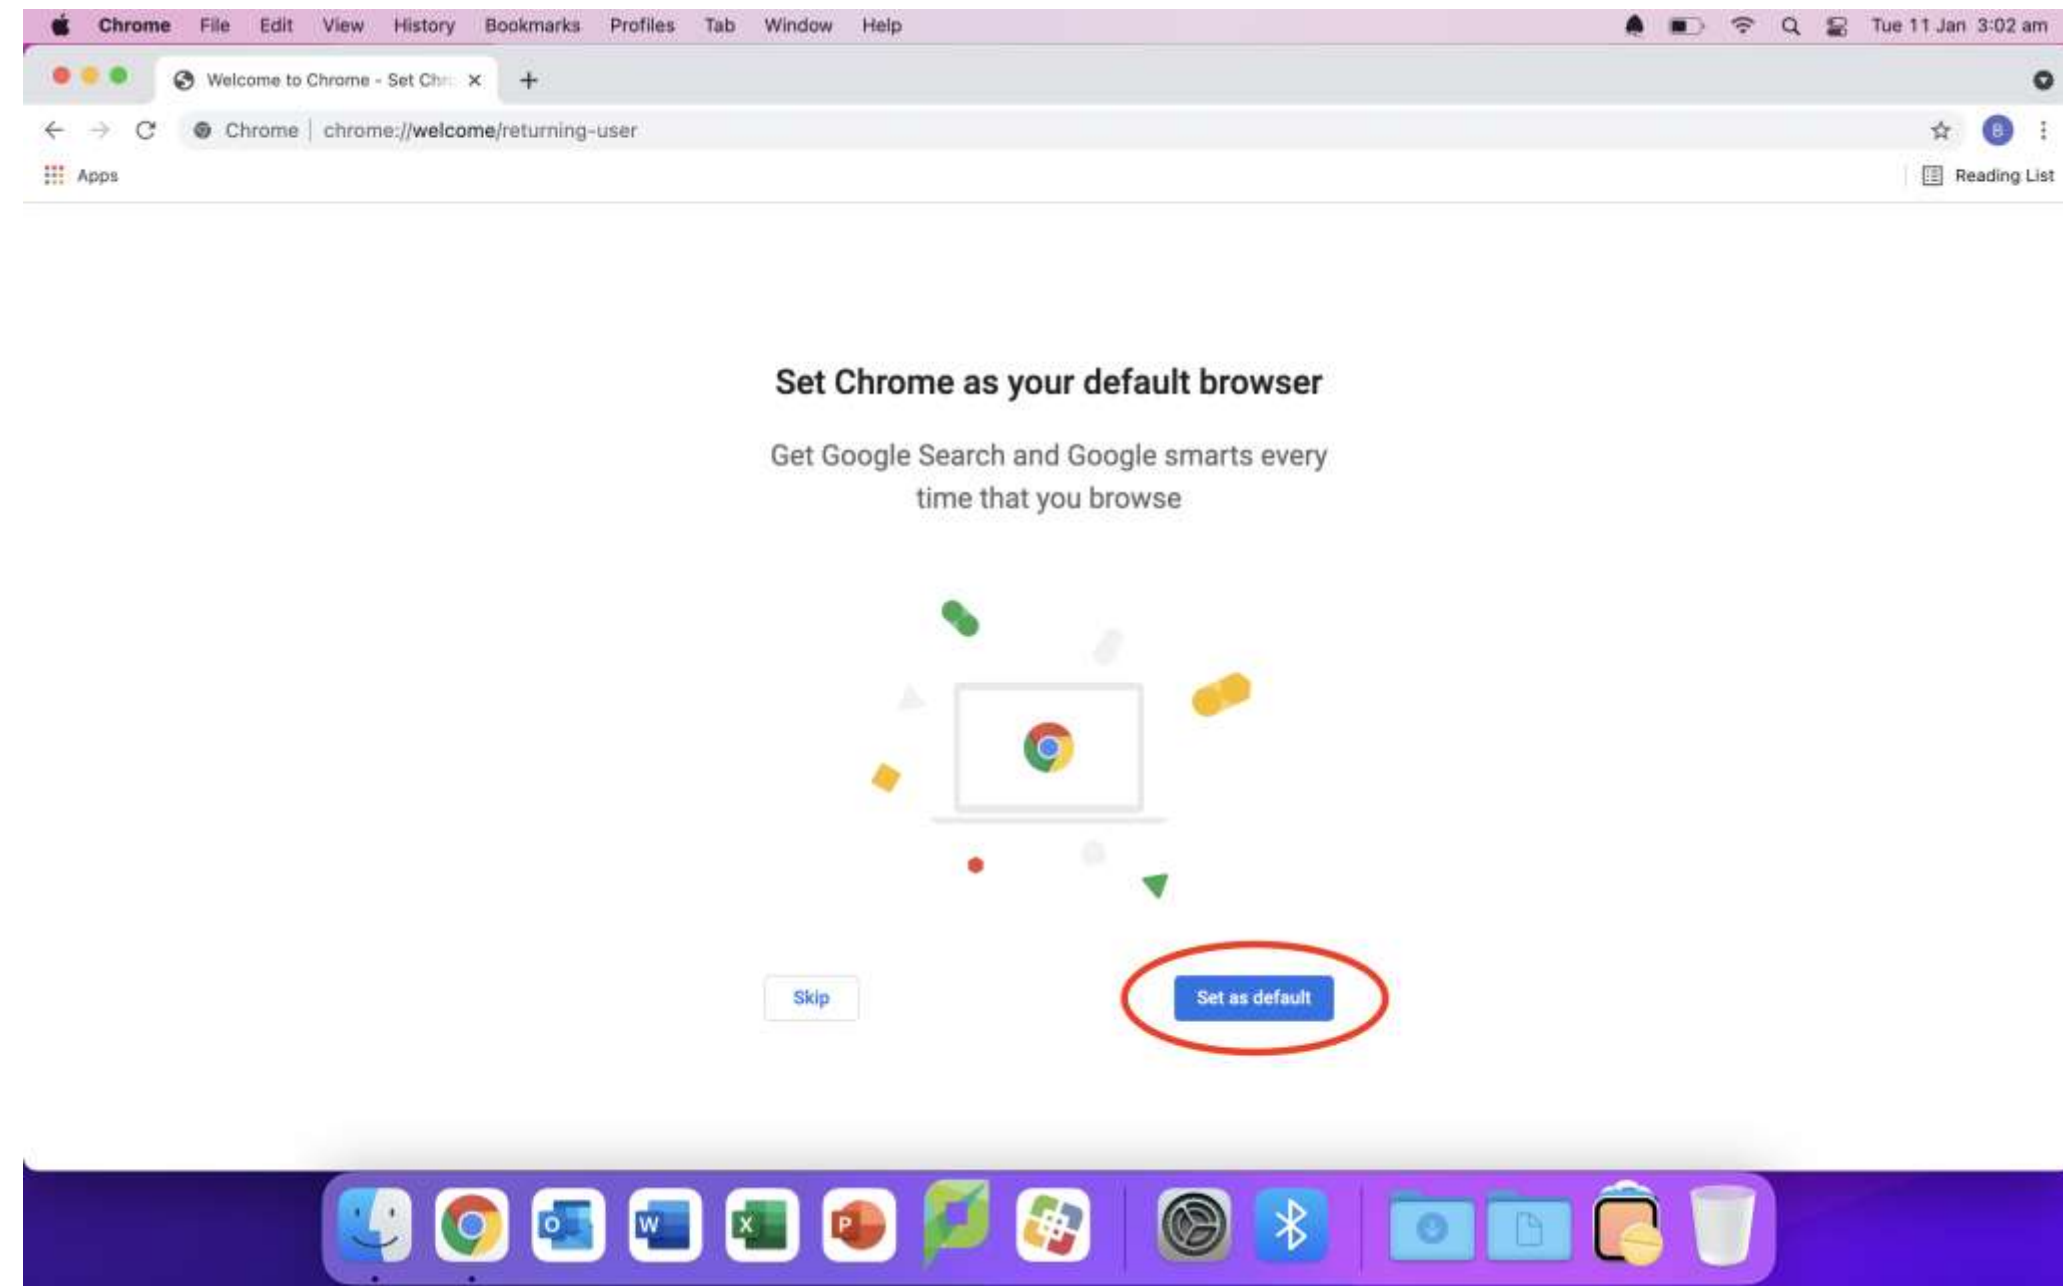 Chrome File Edit View History Bookmarks Profiles Tab Window Help Tue 11 Jan 3:02 am
Welcome to Chrome - Set Chr
Chrome | chrome://welcome/returning-user B
Apps Reading List
Set Chrome as your default browser
Get Google Search and Google smarts every
time that you browse
Skip Set as default
O W X P